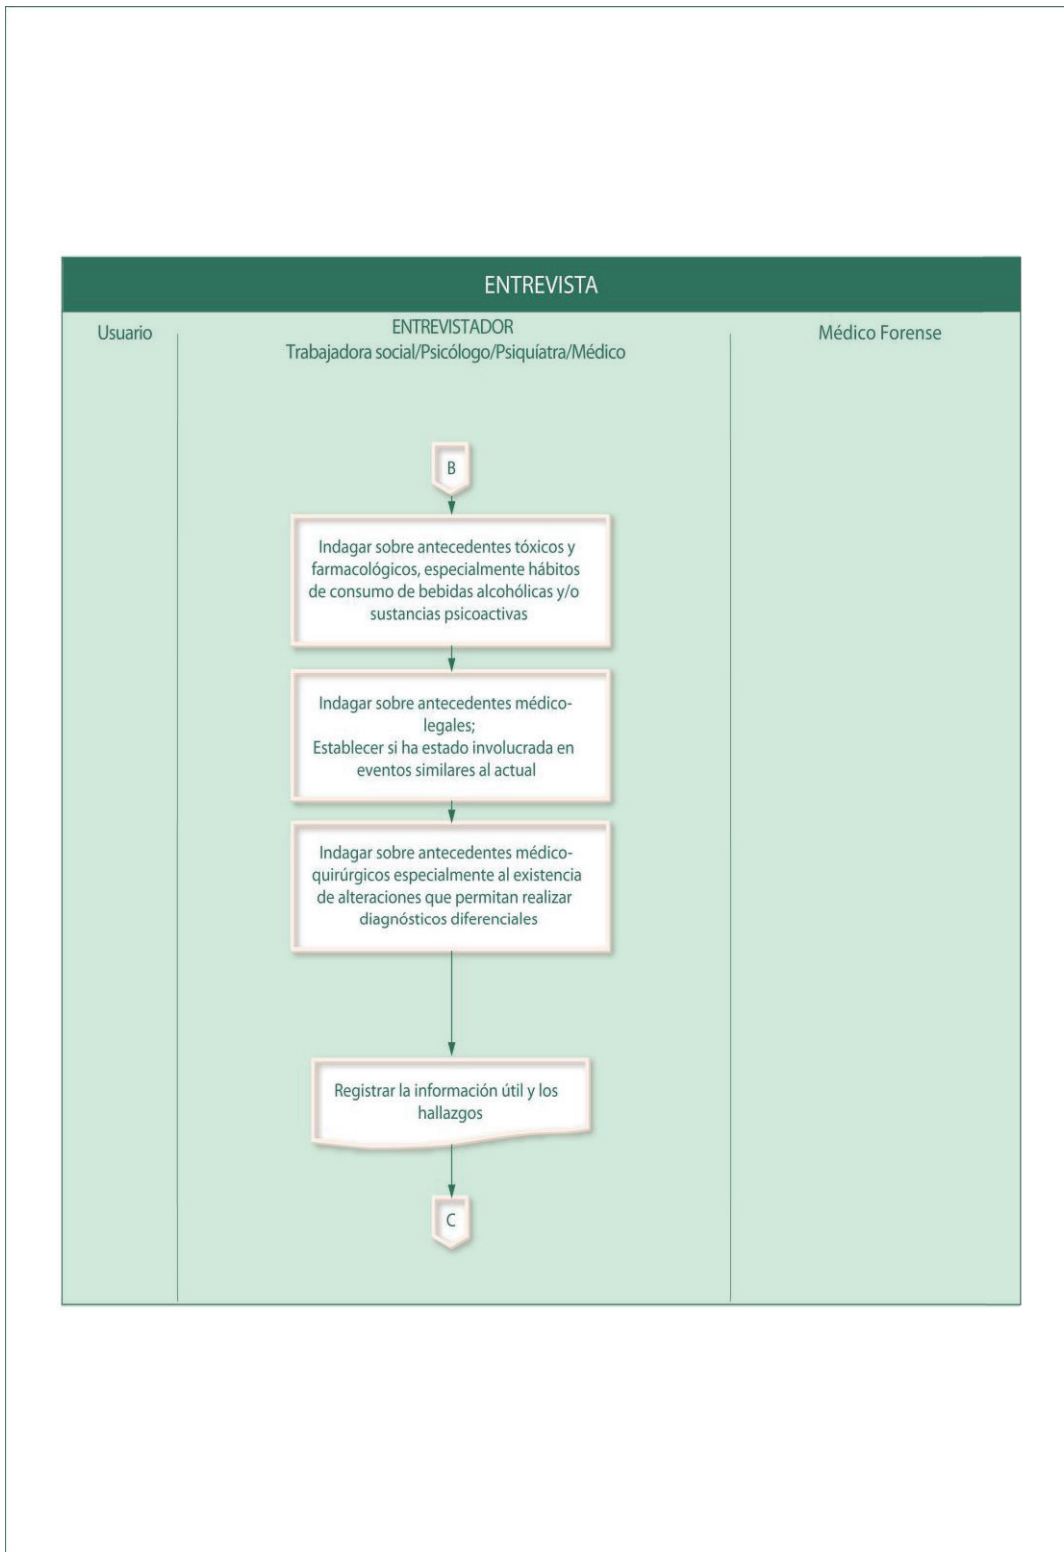 ENTREVISTA
Usuario
ENTREVISTADOR
Trabajadora social/Psicólogo/Psiquíatra/Médico
Médico Forense
B
Indagar sobre antecedentes tóxicos y
farmacológicos, especialmente hábitos
de consumo de bebidas alcohólicas y/o
sustancias psicoactivas
Indagar sobre antecedentes médico-
legales;
Establecer si ha estado involucrada en
eventos similares al actual
Indagar sobre antecedentes médico-
quirúrgicos especialmente al existencia
de alteraciones que permitan realizar
diagnósticos diferenciales
Registrar la información útil y los
hallazgos
C